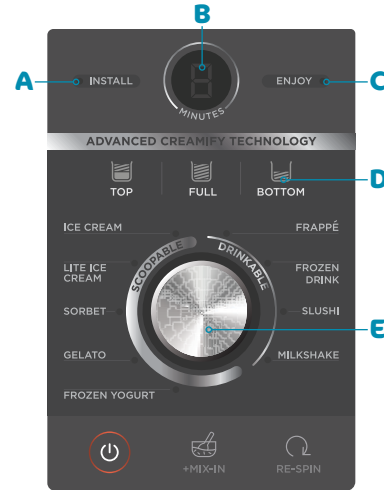 B
A
INSTALL
8
ENJOY
C
MINUTES
ADVANCED CREAMIFY TECHNOLOGY
TOP
FULL
BOTTOM
D
ICE CREAM
FRAPPÉ
SCOOPABLE
DRINKABLE
LITE ICE
CREAM
FROZEN
DRINK
SORBET
SLUSHI
E
GELATO
MILKSHAKE
FROZEN YOGURT
+MIX-IN
RE-SPIN